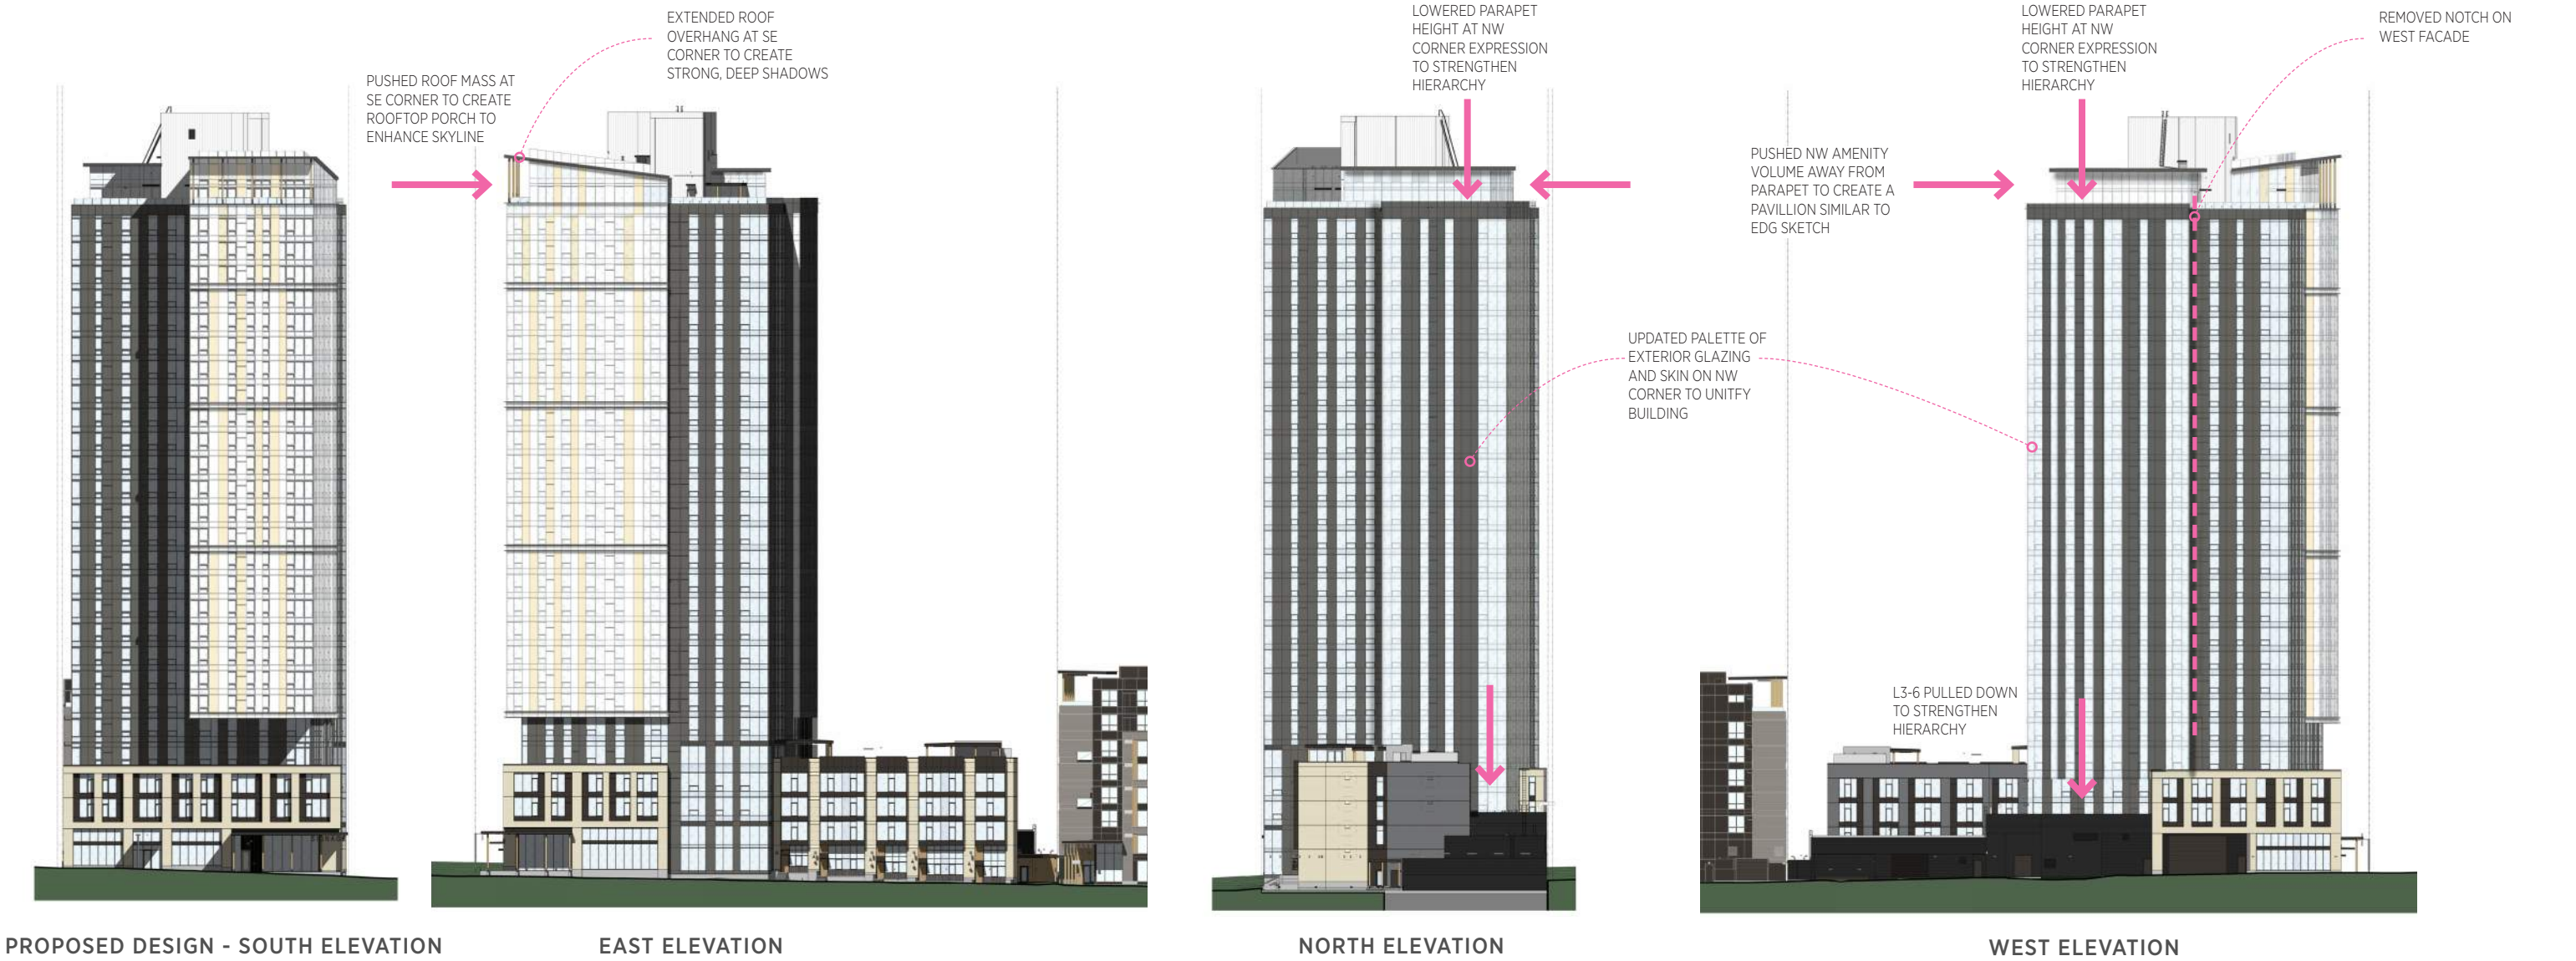 EXTENDED ROOF
OVERHANG AT SE
CORNER TO CREATE
STRONG, DEEP SHADOWS
PUSHED ROOF MASS AT
SE CORNER TO CREATE
ROOFTOP PORCH TO
ENHANCE SKYLINE
LOWERED PARAPET
HEIGHT AT NW
CORNER EXPRESSION
TO STRENGTHEN
HIERARCHY
LOWERED PARAPET
HEIGHT AT NW
CORNER EXPRESSION
TO STRENGTHEN
HIERARCHY
REMOVED NOTCH ON
WEST FACADE
PUSHED NW AMENITY
VOLUME AWAY FROM
PARAPET TO CREATE A
PAVILLION SIMILAR TO
EDG SKETCH
UPDATED PALETTE OF
EXTERIOR GLAZING
AND SKIN ON NW
CORNER TO UNITFY
BUILDING
L3-6 PULLED DOWN
TO STRENGTHEN
HIERARCHY
PROPOSED DESIGN - SOUTH ELEVATION
EAST ELEVATION
NORTH ELEVATION
WEST ELEVATION